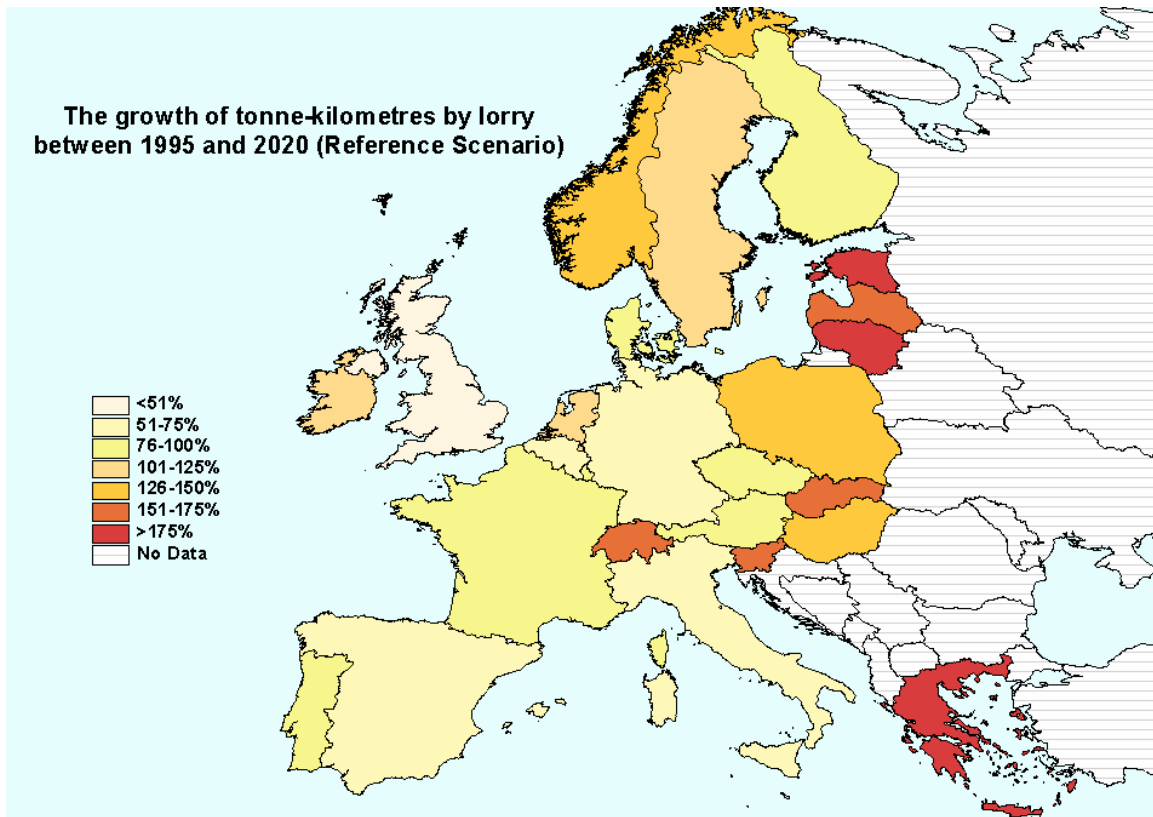 The growth of tonne-kilometres by lorry
between 1995 and 2020 (Reference Scenario)
<51%
51-75%
76-100%
101-125%
126-150%
151-175%
>175%
No Data